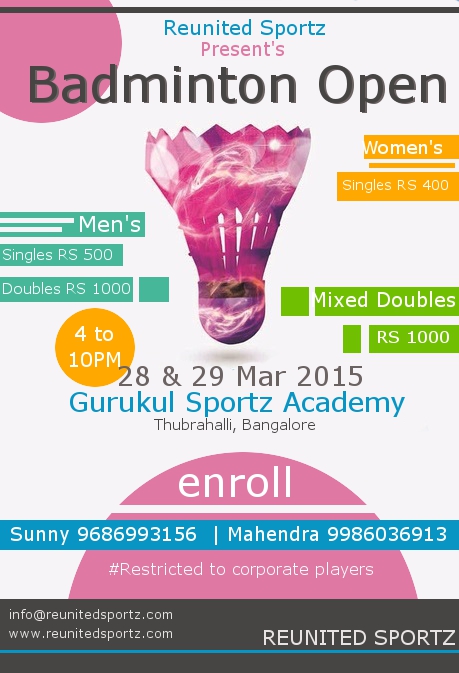 Reunited Sportz
Present's
Badminton Open
Women's
Singles RS 400
Men's
Singles RS 500
Doubles RS 1000
Mixed Doubles
RS 1000
4 to
10PM
28 & 29 Mar 2015
Gurukul Sportz Academy
Thubrahalli, Bangalore
enroll
Sunny 9686993156 | Mahendra 9986036913
#Restricted to corporate players
info@reunitedsportz.com
www.reunitedsportz.com
REUNITED SPORTZ